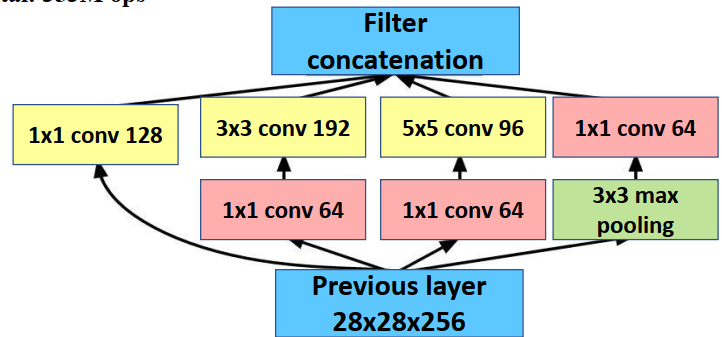 Filter
concatenation
1x1 conv 128
3x3 conv 192
5x5 conv 96
1x1 conv 64
1x1 conv 64
1x1 conv 64
3x3 max
pooling
Previous layer
28x28x256